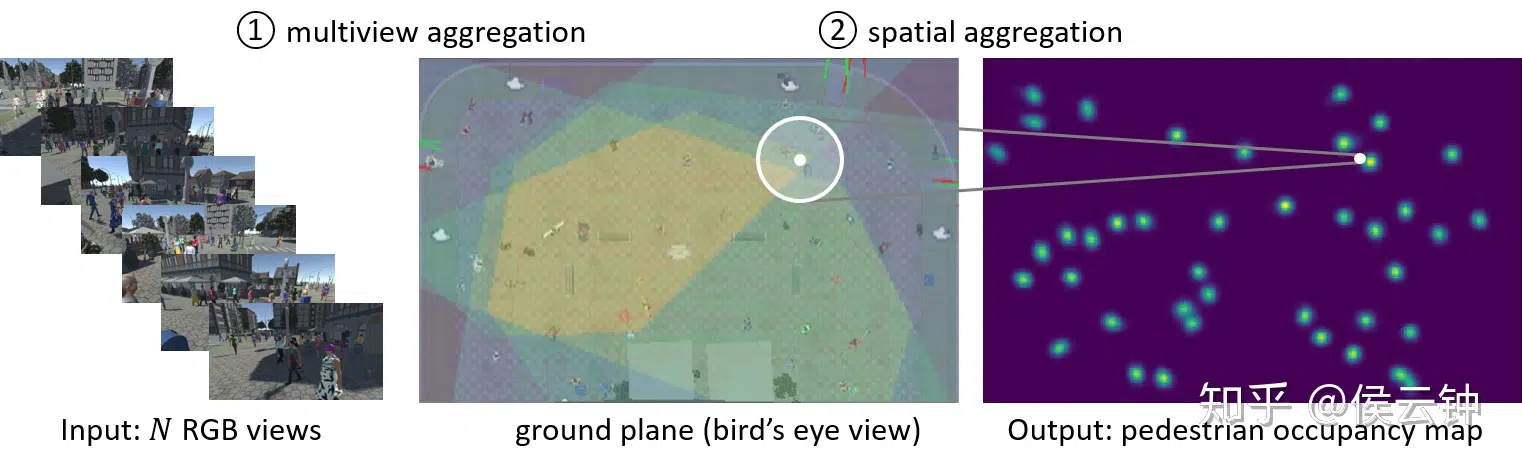 ① multiview aggregation
② spatial aggregation
Input: N RGB views
ground plane (bird’s eye view)
Output: pedestrian occupancy map
知乎 @侯云钟